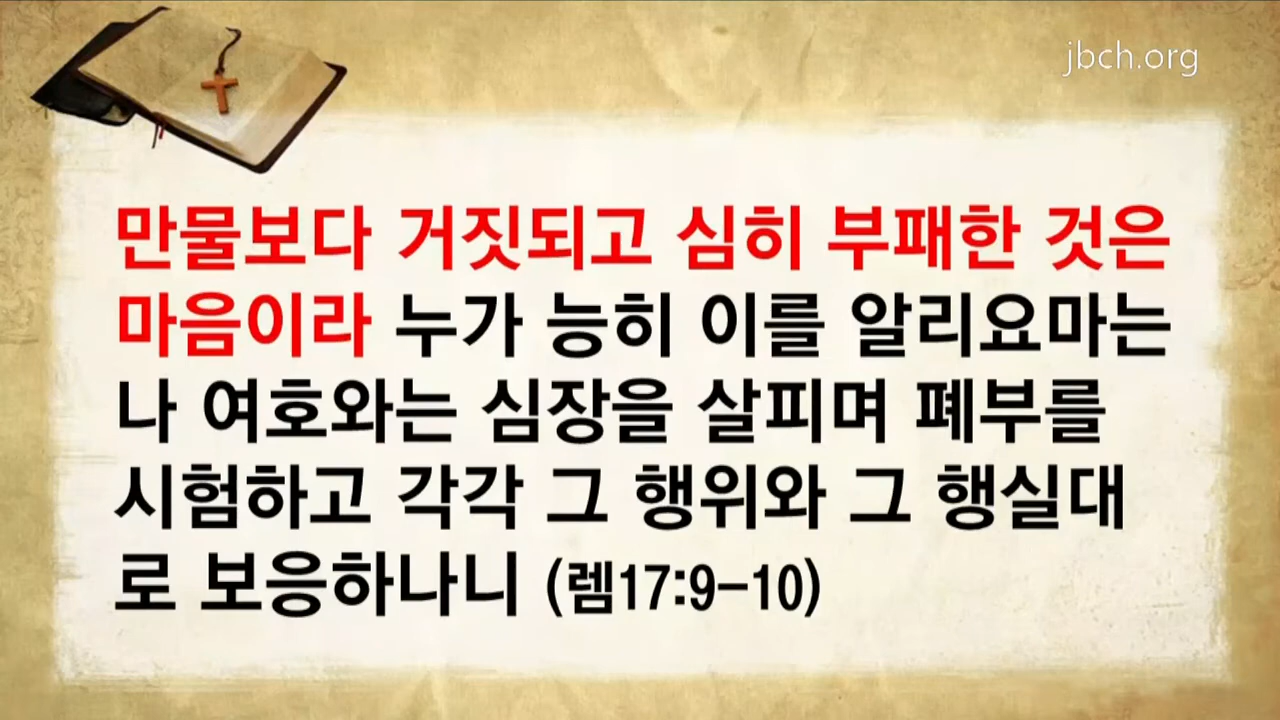 jbch.org
만물보다 거짓되고 심히 부패한 것은
마음이라 누가 능히 이를 알리요마는
나 여호와는 심장을 살피며 폐부를
시험하고 각각 그 행위와 그 행실대
로 보응하나니 (렘17:9-10)